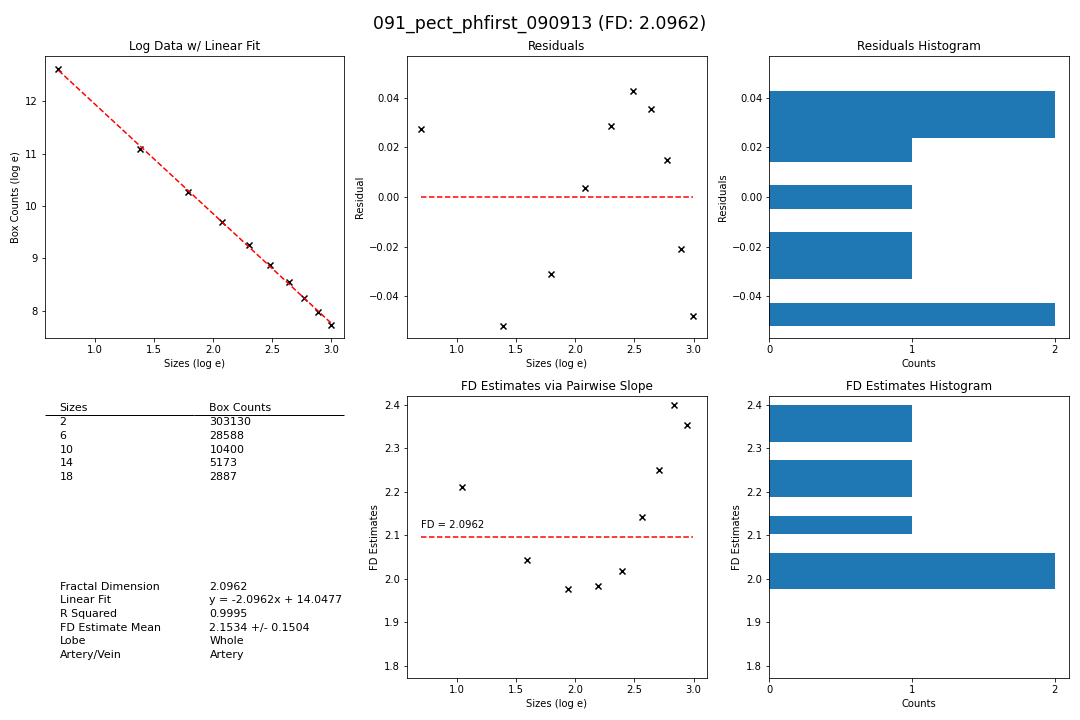 091_pect_phfirst_090913 (FD: 2.0962)
Log Data w/ Linear Fit
Box Counts (log e)
12
11
10
9
8
1.0 1.5 2.0 2.5 3.0
Sizes (log e)
Residuals
Residual
0.04
0.02
0.00
−0.02
−0.04
1.0 1.5 2.0 2.5 3.0
Sizes (log e)
Residuals Histogram
Residuals
0.04
0.02
0.00
−0.02
−0.04
0 1 2
Counts
Sizes Box Counts
2 303130
6 28588
10 10400
14 5173
18 2887
Fractal Dimension 2.0962
Linear Fit y = -2.0962x + 14.0477
R Squared 0.9995
FD Estimate Mean 2.1534 +/- 0.1504
Lobe Whole
Artery/Vein Artery
FD Estimates via Pairwise Slope
FD Estimates
2.4
2.3
2.2
2.1
2.0
1.9
1.8
FD = 2.0962
1.0 1.5 2.0 2.5 3.0
Sizes (log e)
FD Estimates Histogram
FD Estimates
2.4
2.3
2.2
2.1
2.0
1.9
1.8
0 1 2
Counts